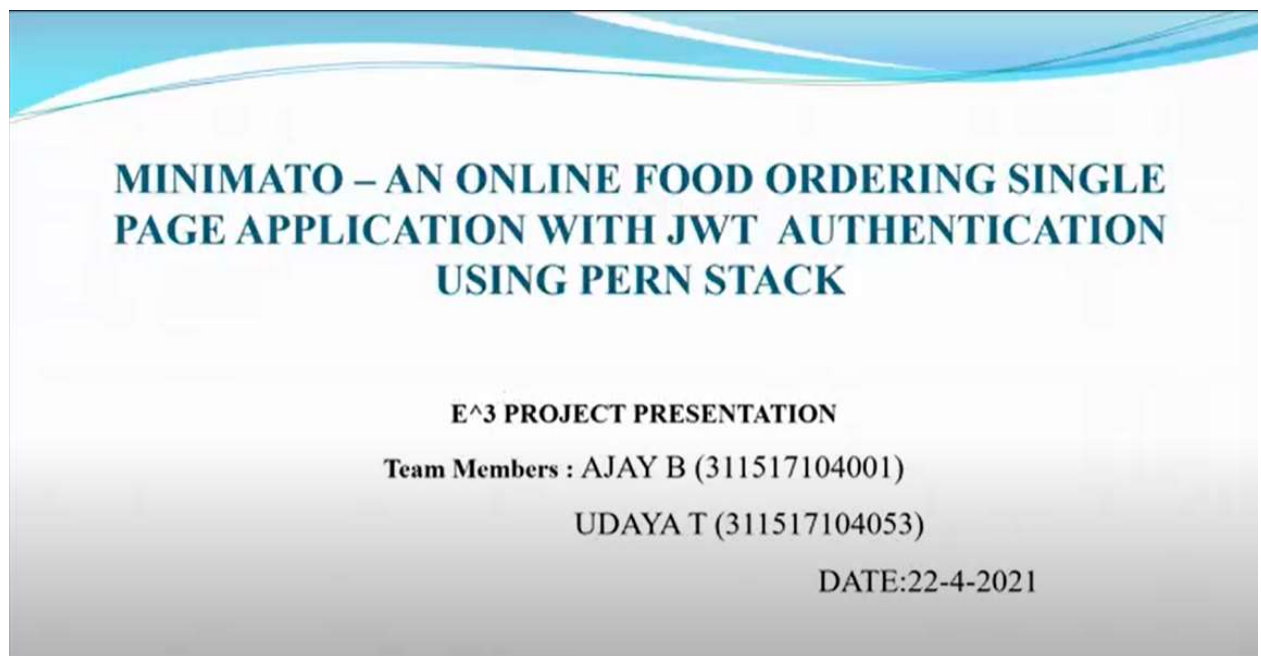 MINIMATO – AN ONLINE FOOD ORDERING SINGLE
PAGE APPLICATION WITH JWT AUTHENTICATION
USING PERN STACK
E^3 PROJECT PRESENTATION
Team Members : AJAY B (311517104001)
UDAYA T (311517104053)
DATE:22-4-2021